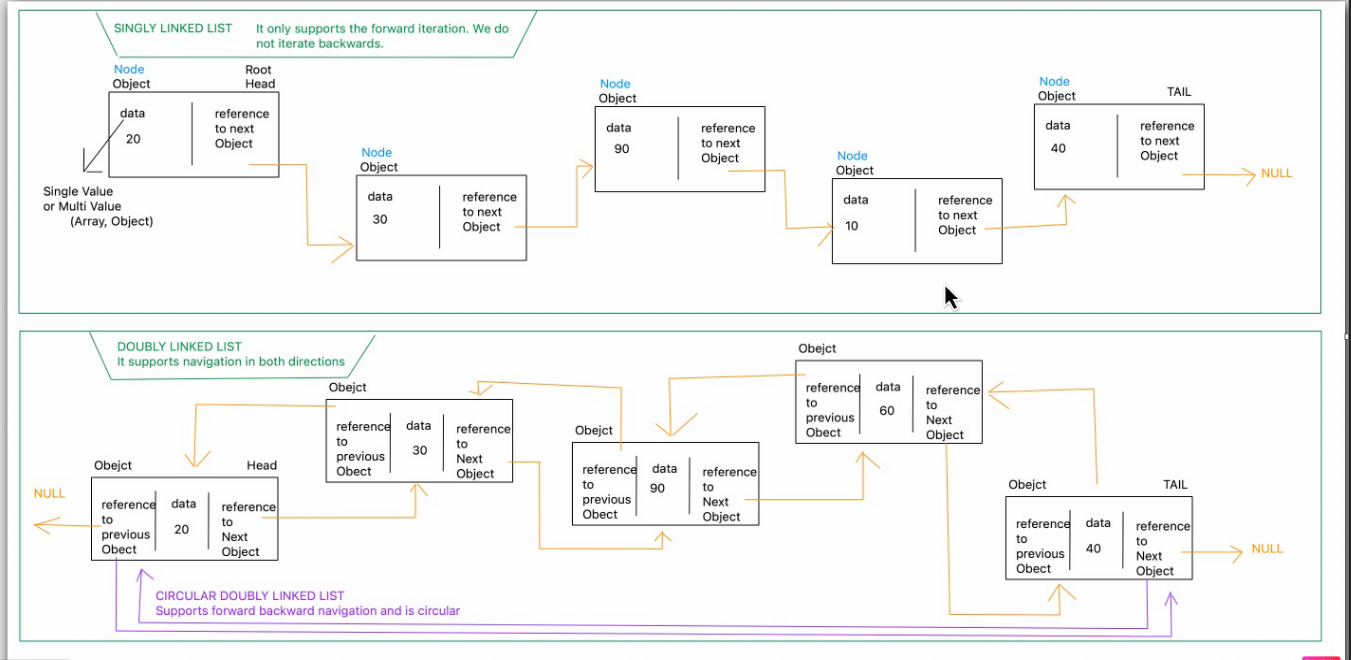 SINGLY LINKED LIST It only supports the forward iteration. We do
not iterate backwards.
Node
Object
Root
Head
data
20
reference
to next
Object
Single Value
or Multi Value
(Array, Object)
Node
Object
data
30
reference
to next
Object
Node
Object
data
90
reference
to next
Object
Node
Object
data
10
reference
to next
Object
Node
Object
TAIL
data
40
reference
to next
Object
NULL
DOUBLY LINKED LIST
It supports navigation in both directions
NULL
Obejct
Head
reference
to
previous
Obect
data
20
reference
to
Next
Object
Obejct
reference
to
previous
Obect
data
30
reference
to
Next
Object
Obejct
reference
to
previous
Obect
data
90
reference
to
Next
Object
Obejct
reference
to
previous
Obect
data
60
reference
to
Next
Object
Obejct
TAIL
reference
to
previous
Obect
data
40
reference
to
Next
Object
NULL
CIRCULAR DOUBLY LINKED LIST
Supports forward backward navigation and is circular